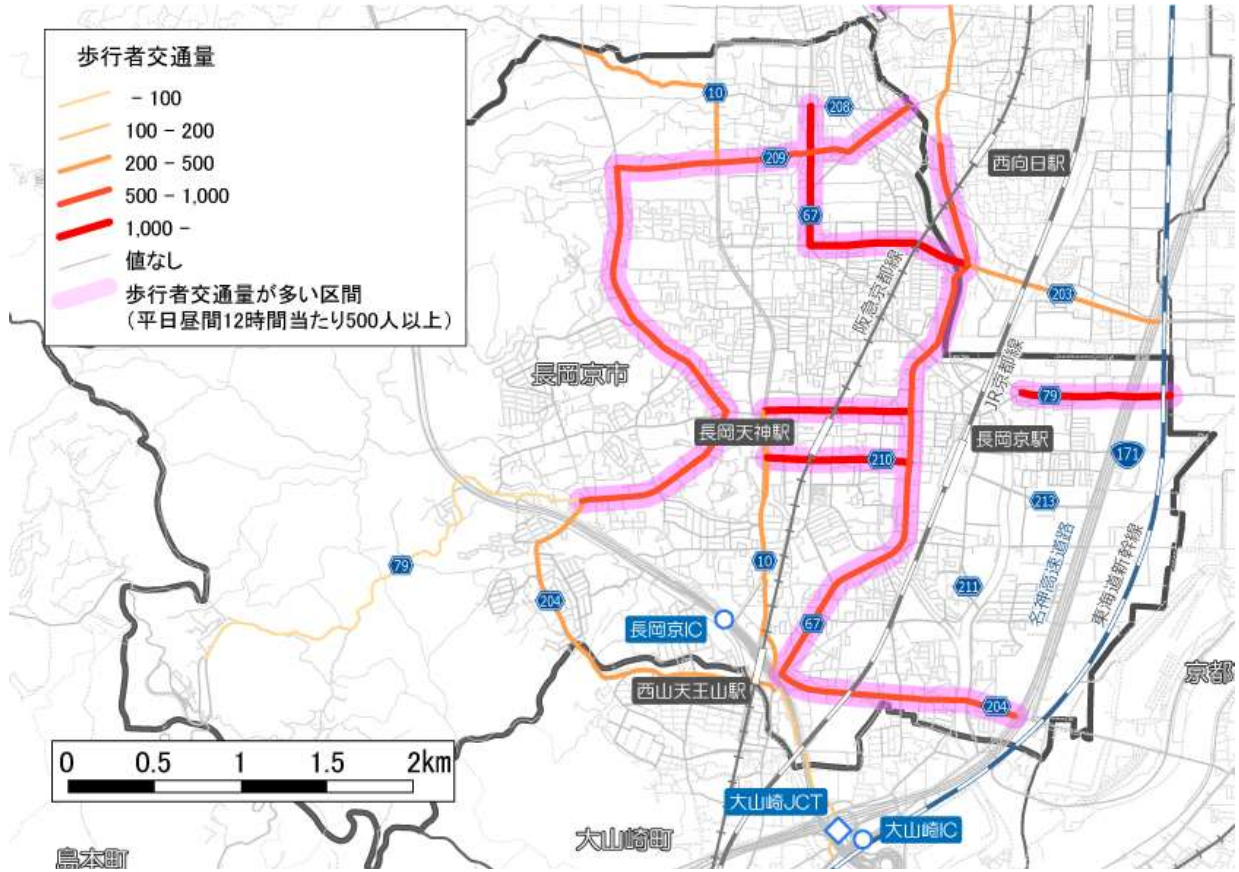 歩行者交通量
- 100
100 - 200
200 - 500
500 - 1,000
1,000 -
値なし
歩行者交通量が多い区間
(平日昼間12時間当たり500人以上)
10
208
209
西向日駅
67
阪急京都線
203
長岡京市
JR京都線
79
長岡天神駅
長岡京駅
210
171
213
79
10
名神高速道路
東海道新幹線
204
211
長岡京IC
67
京都
西山天王山駅
204
0 0.5 1 1.5 2km
大山崎JCT
大山崎町
大山崎IC
島本町